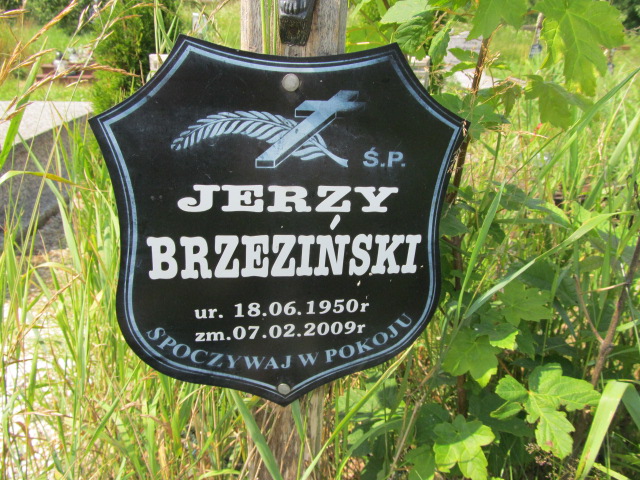 Ś.P.
JERZY
BRZEZIŃSKI
ur. 18.06.1950r
zm.07.02.2009r
SPOCZYWAJ W POKOJU